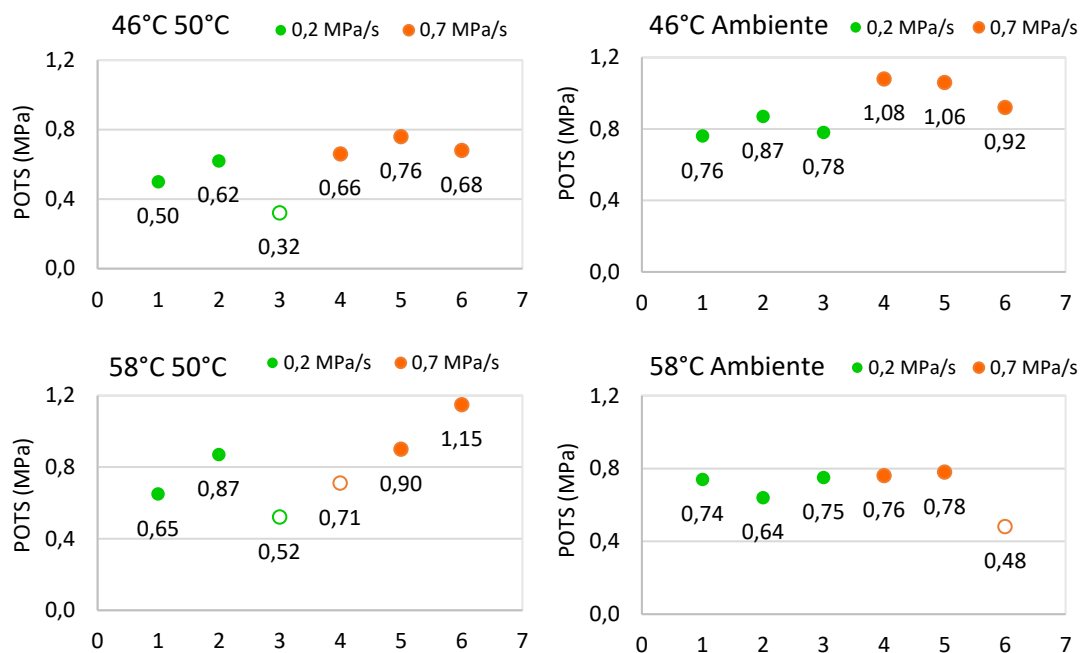 46°C 50°C
0,2 MPa/s
0,7 MPa/s
POTS (MPa)
1,2
0,8
0,4
0,0
0,50
0,62
0,32
0,66
0,76
0,68
0 1 2 3 4 5 6 7
46°C Ambiente
0,2 MPa/s
0,7 MPa/s
POTS (MPa)
1,2
0,8
0,4
0,0
0,76
0,87
0,78
1,08
1,06
0,92
0 1 2 3 4 5 6 7
58°C 50°C
0,2 MPa/s
0,7 MPa/s
POTS (MPa)
1,2
0,8
0,4
0,0
0,65
0,87
0,52
0,71
0,90
1,15
0 1 2 3 4 5 6 7
58°C Ambiente
0,2 MPa/s
0,7 MPa/s
POTS (MPa)
1,2
0,8
0,4
0,0
0,74
0,64
0,75
0,76
0,78
0,48
0 1 2 3 4 5 6 7